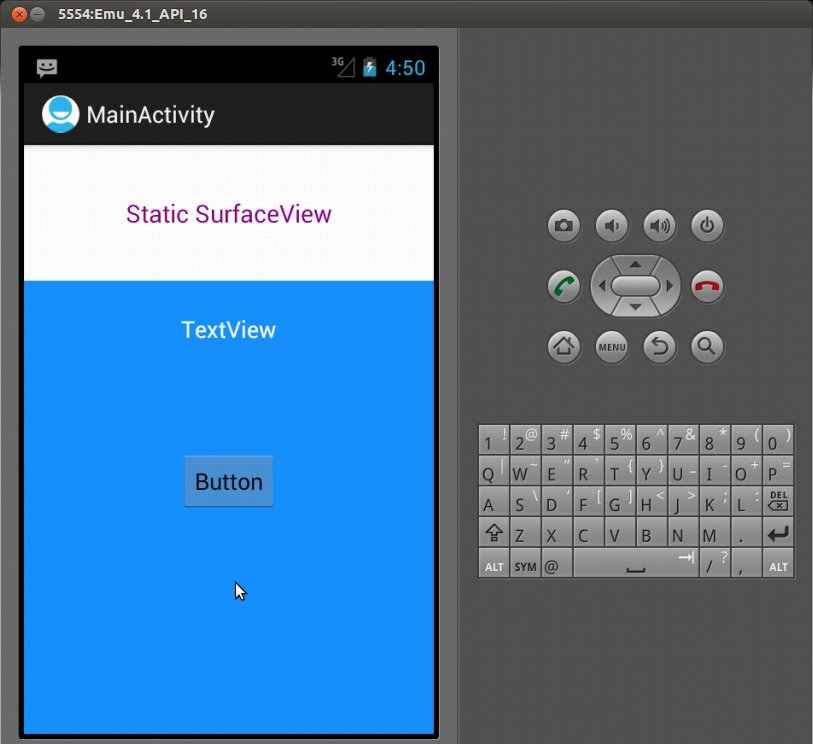 5554:Emu_4.1_API_16
3G 4:50
MainActivity
Static SurfaceView
TextView
Button
MENU
1 ! 2 @ 3 # 4 $ 5 % 6 ^ 7 & 8 * 9 ( 0 )
Q | W ~ E “ R ` T { Y } U _ I - O + P =
A S \ D ' F [ G ] H < J > K ; L : DEL
Z X C V B N M .
ALT SYM @ / ? , ALT